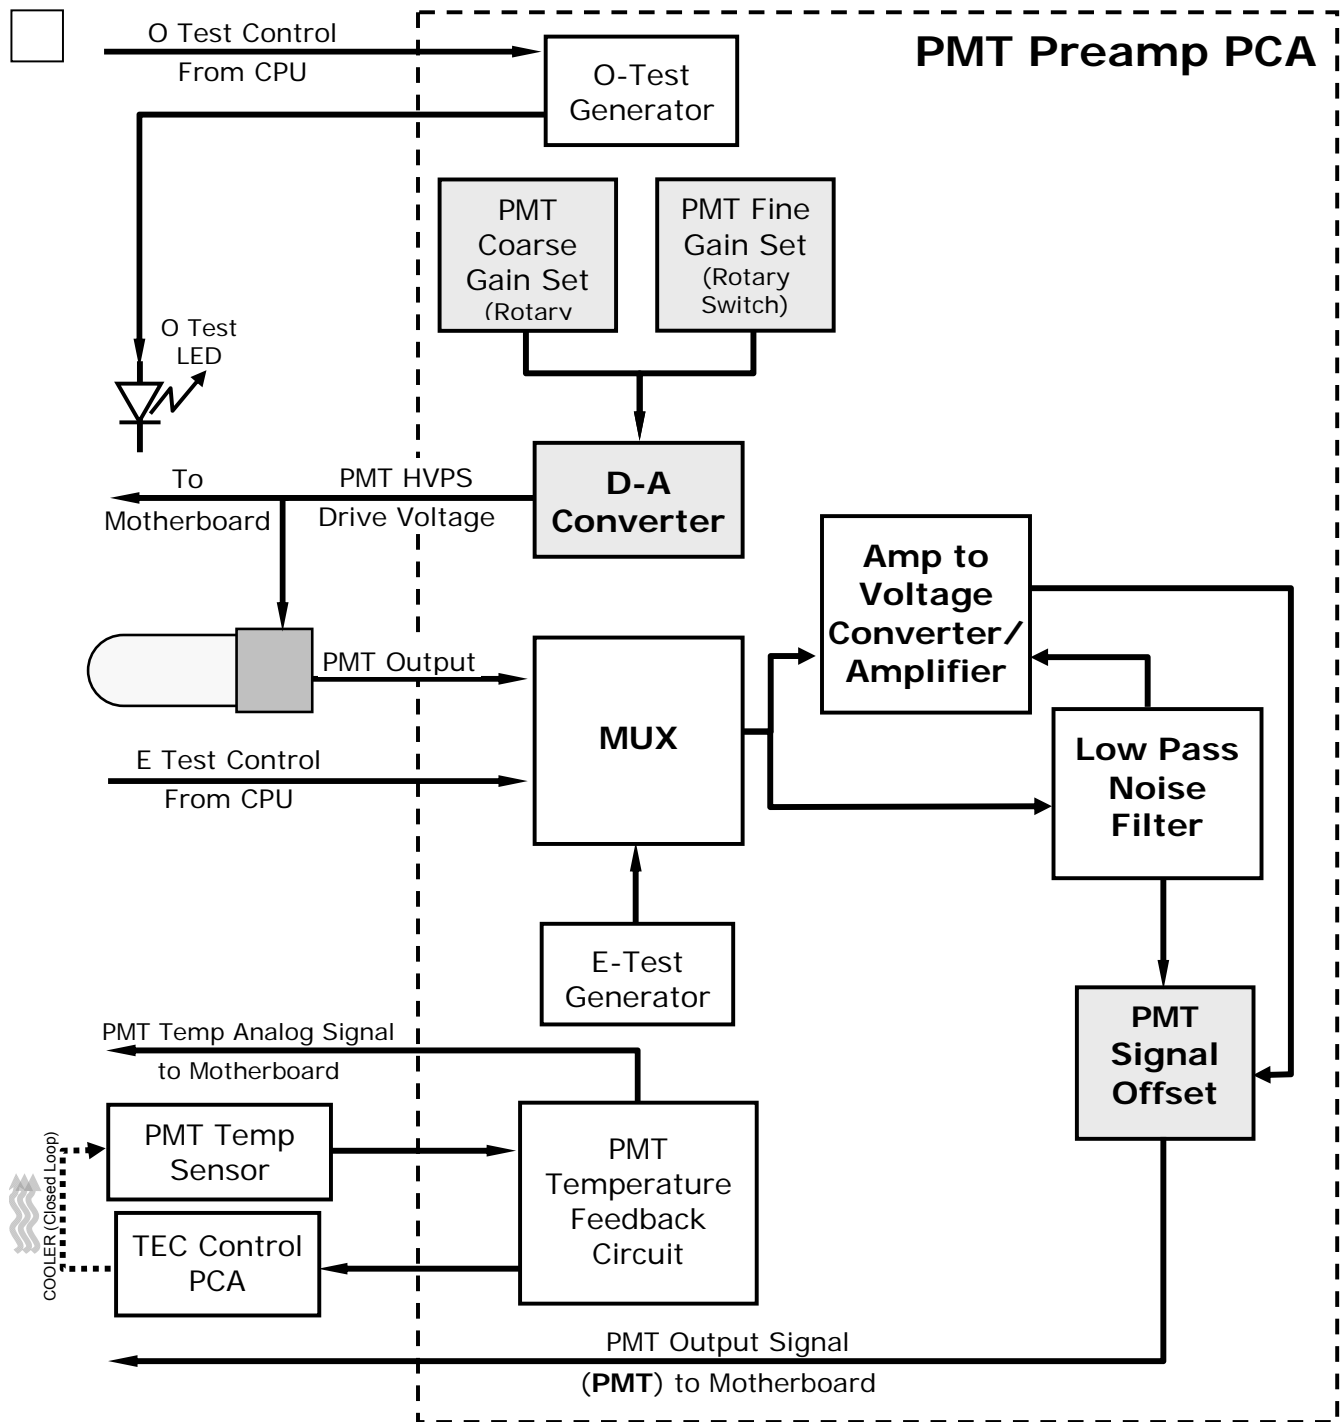 O Test Control
From CPU
PMT Preamp PCA
O-Test
Generator
PMT
Coarse
Gain Set
(Rotary
PMT Fine
Gain Set
(Rotary
Switch)
O Test
LED
To
Motherboard
PMT HVPS
Drive Voltage
D-A
Converter
Amp to
Voltage
Converter/
Amplifier
PMT Output
MUX
Low Pass
Noise
Filter
E Test Control
From CPU
E-Test
Generator
PMT
Signal
Offset
PMT Temp Analog Signal
to Motherboard
PMT Temp
Sensor
PMT
Temperature
Feedback
Circuit
COOLER (Closed Loop)
TEC Control
PCA
PMT Output Signal
(PMT) to Motherboard